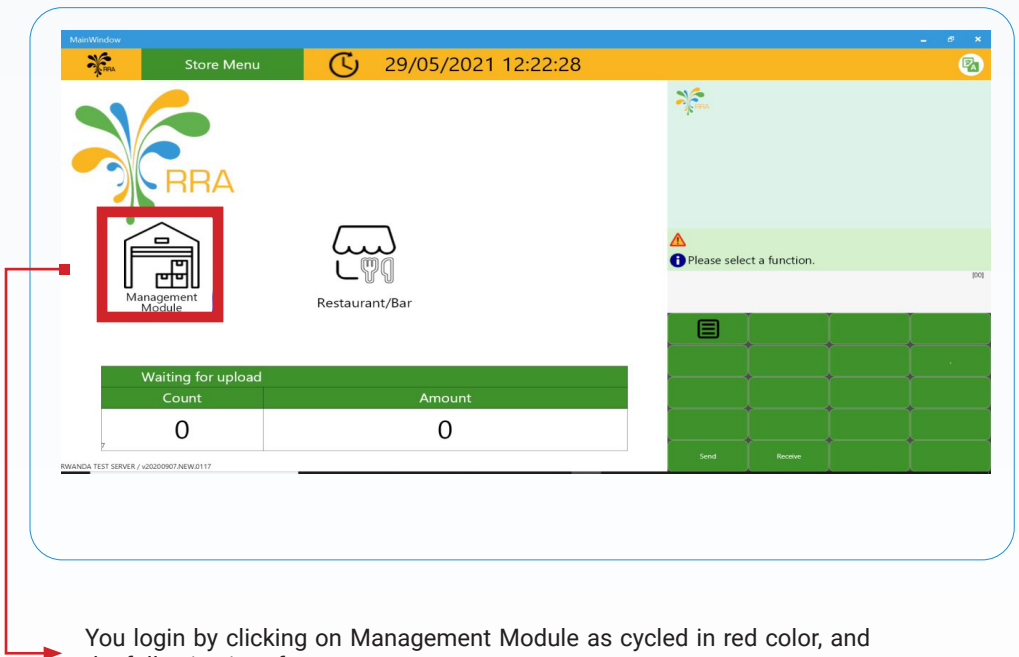 MainWindow
RRA
Store Menu
29/05/2021 12:22:28
RRA
RRA
Management
Module
Restaurant/Bar
Please select a function.
[00]
Waiting for upload
Count Amount
0 0
7
Send Receive
RWANDA TEST SERVER / v20200907.NEW.0117
You login by clicking on Management Module as cycled in red color, and